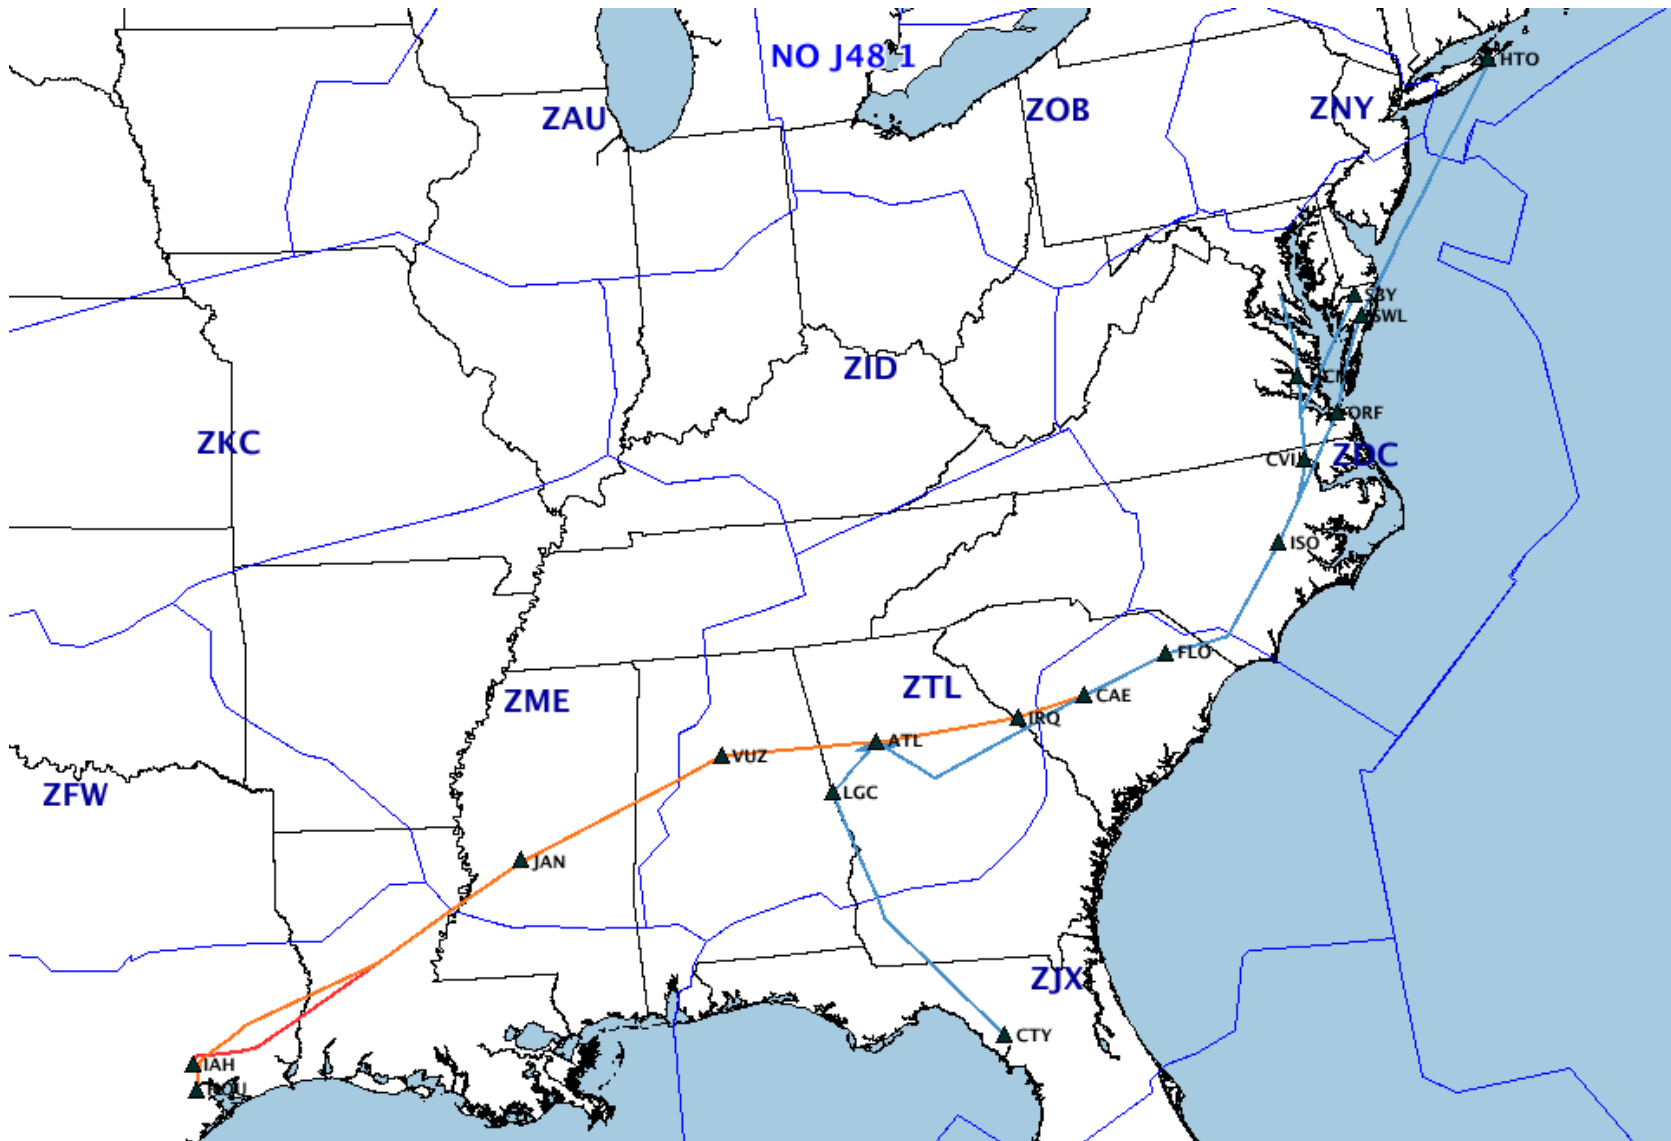 NO J48 1
HTO
ZAU
ZOB
ZNY
SBY
SWL
ZID
ORF
ZKC
CVI
ZDC
ISO
FLO
ZME
ZTL
CAE
IRQ
ATL
VUZ
ZFW
LGC
JAN
ZJX
CTY
IAH
HOU